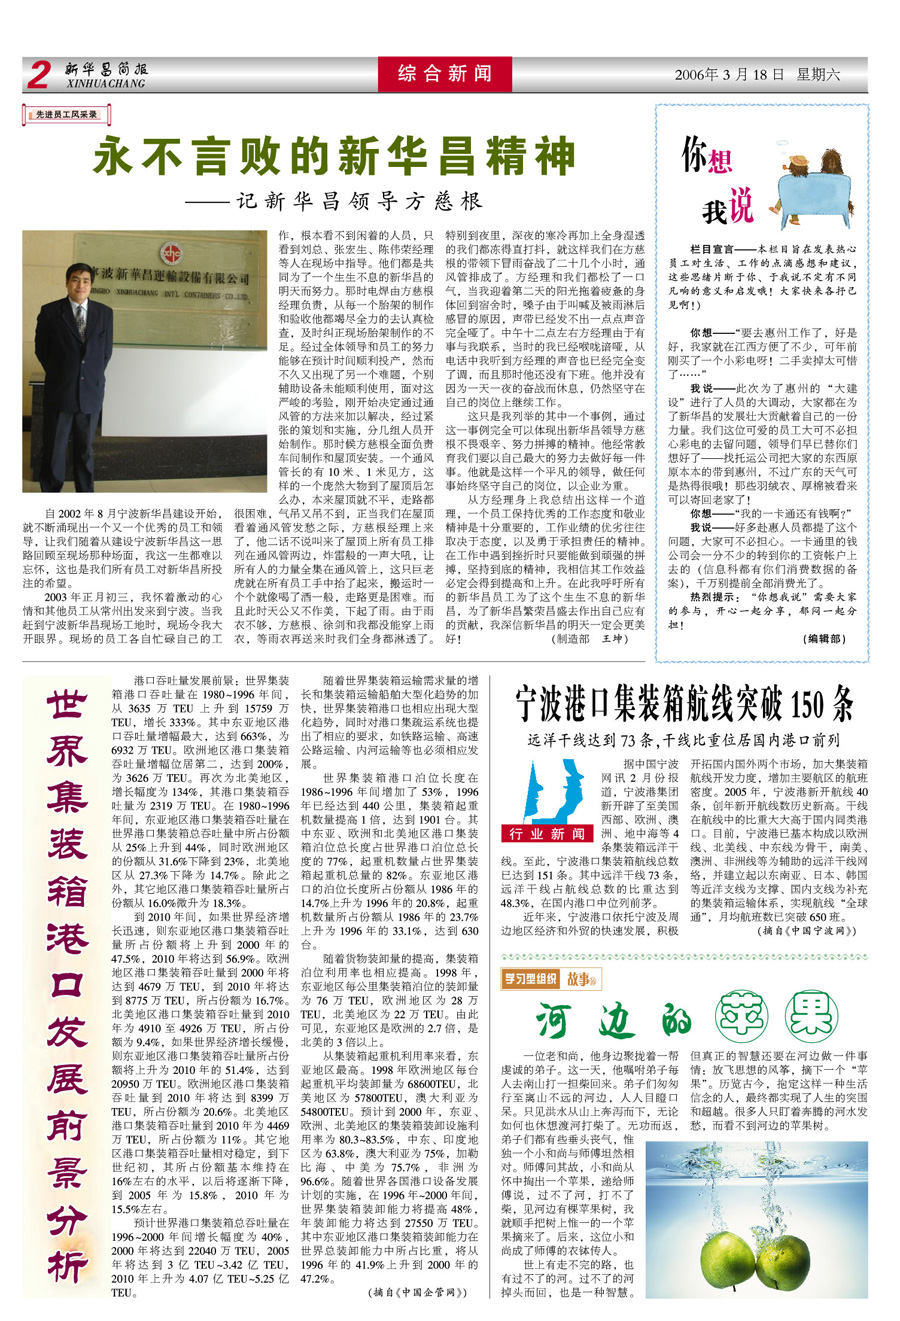 2
新华昌简报
XINHUACHANG
综合新闻
2006年3月18日 星期六
先进员工风采录
永不言败的新华昌精神
——记新华昌领导方慈根
寧波新華昌運輸設備有限公司
NINGBO XINHUACHANG INT'L CONTAINERS CO.,LTD.
自2002年8月宁波新华昌建设开始,
就不断涌现出一个又一个优秀的员工和领
导,让我们随着从建设宁波新华昌这一思
路回顾至现场那种场面,我这一生都难以
忘怀,这也是我们所有员工对新华昌所投
注的希望。
2003年正月初三,我怀着激动的心
情和其他员工从常州出发来到宁波。当我
赶到宁波新华昌现场工地时,现场令我大
开眼界。现场的员工各自忙碌自己的工
作,根本看不到闲着的人员,只
看到刘总、张宏生、陈伟荣经理
等人在现场中指导。他们都是共
同为了一个生生不息的新华昌的
明天而努力。那时电焊由方慈根
经理负责,从每一个胎架的制作
和验收他都竭尽全力的去认真检
查,及时纠正现场胎架制作的不
足。经过全体领导和员工的努力
能够在预计时间顺利投产,然而
不久又出现了另一个难题,个别
辅助设备未能顺利使用,面对这
严峻的考验,刚开始决定通过通
风管的方法来加以解决,经过紧
张的策划和实施,分几组人员开
始制作。那时候方慈根全面负责
车间制作和屋顶安装。一个通风
管长的有10米、1米见方,这
样的一个庞然大物到了屋顶后怎
么办,本来屋顶就不平,走路都
很困难,气吊又吊不到,正当我们在屋顶
看着通风管发愁之际,方慈根经理上来
了,他二话不说叫来了屋顶上所有员工排
列在通风管两边,炸雷般的一声大吼,让
所有人的力量全集在通风管上,这只巨老
虎就在所有员工手中抬了起来,搬运时一
个个就像喝了酒一般,走路更是困难。而
且此时天公又不作美,下起了雨。由于雨
衣不够,方慈根、徐剑和我都没能穿上雨
衣,等雨衣再送来时我们全身都淋透了。
特别到夜里,深夜的寒冷再加上全身湿透
的我们都冻得直打抖,就这样我们在方慈
根的带领下冒雨奋战了二十几个小时,通
风管排成了。方经理和我们都松了一口
气,当我迎着第二天的阳光拖着疲惫的身
体回到宿舍时,嗓子由于叫喊及被雨淋后
感冒的原因,声带已经发不出一点点声音
完全哑了。中午十二点左右方经理由于有
事与我联系,当时的我已经喉咙谙哑,从
电话中我听到方经理的声音也已经完全变
了调,而且那时他还没有下班。他并没有
因为一天一夜的奋战而休息,仍然坚守在
自己的岗位上继续工作。
这只是我列举的其中一个事例,通过
这一事例完全可以体现出新华昌领导方慈
根不畏艰辛、努力拼搏的精神。他经常教
育我们要以自己最大的努力去做好每一件
事。他就是这样一个平凡的领导,做任何
事始终坚守自己的岗位,以企业为重。
从方经理身上我总结出这样一个道
理,一个员工保持优秀的工作态度和敬业
精神是十分重要的,工作业绩的优劣往往
取决于态度,以及勇于承担责任的精神。
在工作中遇到挫折时只要能做到顽强的拼
搏,坚持到底的精神,我相信其工作效益
必定会得到提高和上升。在此我呼吁所有
的新华昌员工为了这个生生不息的新华
昌,为了新华昌繁荣昌盛去作出自己应有
的贡献,我深信新华昌的明天一定会更美
好! (制造部 王坤)
你想
我说
栏目宣言——本栏目旨在发表热心
员工对生活、工作的点滴感想和建议,
这些思绪片断于你、于我说不定有不同
凡响的意义和启发哦!大家快来各抒己
见啊!)
你想——“要去惠州工作了,好是
好,我家就在江西方便了不少,可年前
刚买了一个小彩电呀!二手卖掉太可惜
了……”
我说——此次为了惠州的“大建
设”进行了人员的大调动,大家都在为
了新华昌的发展壮大贡献着自己的一份
力量。我们这位可爱的员工大可不必担
心彩电的去留问题,领导们早已替你们
想好了——找托运公司把大家的东西原
原本本的带到惠州,不过广东的天气可
是热得很哦!那些羽绒衣、厚棉被看来
可以寄回老家了!
你想——“我的一卡通还有钱啊?”
我说——好多赴惠人员都提了这个
问题,大家可不必担心。一卡通里的钱
公司会一分不少的转到你的工资帐户上
去的(信息科都有你们消费数据的备
案),千万别提前全部消费光了。
热烈提示:“你想我说”需要大家
的参与,开心一起分享,郁闷一起分
担!
(编辑部)
世界集装箱港口发展前景分析
港口吞吐量发展前景:世界集装
箱港口吞吐量在1980~1996年间,
从3635万TEU上升到15759万
TEU,增长333%。其中东亚地区港
口吞吐量增幅最大,达到663%,为
6932万TEU。欧洲地区港口集装箱
吞吐量增幅位居第二,达到200%,
为3626万TEU。再次为北美地区,
增长幅度为134%,其港口集装箱吞
吐量为2319万TEU。在1980~1996
年间,东亚地区港口集装箱吞吐量在
世界港口集装箱总吞吐量中所占份额
从25%上升到44%,同时欧洲地区
的份额从31.6%下降到23%,北美地
区从27.3%下降为14.7%。除此之
外,其它地区港口集装箱吞吐量所占
份额从16.0%微升为18.3%。
到2010年间,如果世界经济增
长迅速,则东亚地区港口集装箱吞吐
量所占份额将上升到2000年的
47.5%,2010年将达到56.9%。欧洲
地区港口集装箱吞吐量到2000年将
达到4679万TEU,到2010年将达
到8775万TEU,所占份额为16.7%。
北美地区港口集装箱吞吐量到2010
年为4910至4926万TEU,所占份
额为9.4%,如果世界经济增长缓慢,
则东亚地区港口集装箱吞吐量所占份
额将上升为2010年的51.4%,达到
20950万TEU。欧洲地区港口集装箱
吞吐量到2010年将达到8399万
TEU,所占份额为20.6%。北美地区
港口集装箱吞吐量到2010年为4469
万TEU,所占份额为11%。其它地
区港口集装箱吞吐量相对稳定,到下
世纪初,其所占份额基本维持在
16%左右的水平,以后将逐渐下降,
到2005年为15.8%,2010年为
15.5%左右。
预计世界港口集装箱总吞吐量在
1996~2000年间增长幅度为40%,
2000年将达到22040万TEU,2005
年将达到3亿TEU~3.42亿TEU,
2010年上升为4.07亿TEU~5.25亿
TEU。
随着世界集装箱运输需求量的增
长和集装箱运输船舶大型化趋势的加
快,世界集装箱港口也相应出现大型
化趋势,同时对港口集疏运系统也提
出了相应的要求,如铁路运输、高速
公路运输、内河运输等也必须相应发
展。
世界集装箱港口泊位长度在
1986~1996年间增加了53%,1996
年已经达到440公里,集装箱起重
机数量提高1倍,达到1901台。其
中东亚、欧洲和北美地区港口集装
箱泊位总长度占世界港口泊位总长
度的77%,起重机数量占世界集装
箱起重机总量的82%。东亚地区港
口的泊位长度所占份额从1986年的
14.7%上升为1996年的20.8%,起重
机数量所占份额从1986年的23.7%
上升为1996年的33.1%,达到630
台。
随着货物装卸量的提高,集装箱
泊位利用率也相应提高。1998年,
东亚地区每公里集装箱泊位的装卸量
为76万TEU,欧洲地区为28万
TEU,北美地区为22万TEU。由此
可见,东亚地区是欧洲的2.7倍,是
北美的3倍以上。
从集装箱起重机利用率来看,东
亚地区最高。1998年欧洲地区每台
起重机平均装卸量为68600TEU,北
美地区为57800TEU,澳大利亚为
54800TEU。预计到2000年,东亚、
欧洲、北美地区的集装箱装卸设施利
用率为80.3~83.5%,中东、印度地
区为63.8%,澳大利亚为75%,加勒
比海、中美为75.7%,非洲为
96.6%。随着世界各国港口设备发展
计划的实施,在1996年~2000年间,
世界集装箱装卸能力将提高48%,
年装卸能力将达到27550万TEU。
其中东亚地区港口集装箱装卸能力在
世界总装卸能力中所占比重,将从
1996年的41.9%上升到2000年的
47.2%。
(摘自《中国企管网》)
宁波港口集装箱航线突破150条
远洋干线达到73条,干线比重位居国内港口前列
行业新闻
据中国宁波
网讯2月份报
道,宁波港集团
新开辟了至美国
西部、欧洲、澳
洲、地中海等4
条集装箱远洋干
线。至此,宁波港口集装箱航线总数
已达到151条。其中远洋干线73条,
远洋干线占航线总数的比重达到
48.3%,在国内港口中位列前茅。
近年来,宁波港口依托宁波及周
边地区经济和外贸的快速发展,积极
开拓国内国外两个市场,加大集装箱
航线开发力度,增加主要航区的航班
密度。2005年,宁波港新开航线40
条,创年新开航线数历史新高。干线
在航线中的比重大大高于国内同类港
口。目前,宁波港已基本构成以欧洲
线、北美线、中东线为骨干,南美、
澳洲、非洲线等为辅助的远洋干线网
络,并建立起以东南亚、日本、韩国
等近洋支线为支撑、国内支线为补充
的集装箱运输体系,实现航线“全球
通”,月均航班数已突破650班。
(摘自《中国宁波网》)
学习型组织 故事
河边的苹果
一位老和尚,他身边聚拢着一帮
虔诚的弟子。这一天,他嘱咐弟子每
人去南山打一担柴回来。弟子们匆匆
行至离山不远的河边,人人目瞪口
呆。只见洪水从山上奔泻而下,无论
如何也休想渡河打柴了。无功而返,
弟子们都有些垂头丧气,惟
独一个小和尚与师傅坦然相
对。师傅问其故,小和尚从
怀中掏出一个苹果,递给师
傅说,过不了河,打不了
柴,见河边有棵苹果树,我
就顺手把树上惟一的一个苹
果摘来了。后来,这位小和
尚成了师傅的衣钵传人。
世上有走不完的路,也
有过不了的河。过不了的河
掉头而回,也是一种智慧。
但真正的智慧还要在河边做一件事
情:放飞思想的风筝,摘下一个“苹
果”。历览古今,抱定这样一种生活
信念的人,最终都实现了人生的突围
和超越。很多人只盯着奔腾的河水发
愁,而看不到河边的苹果树。